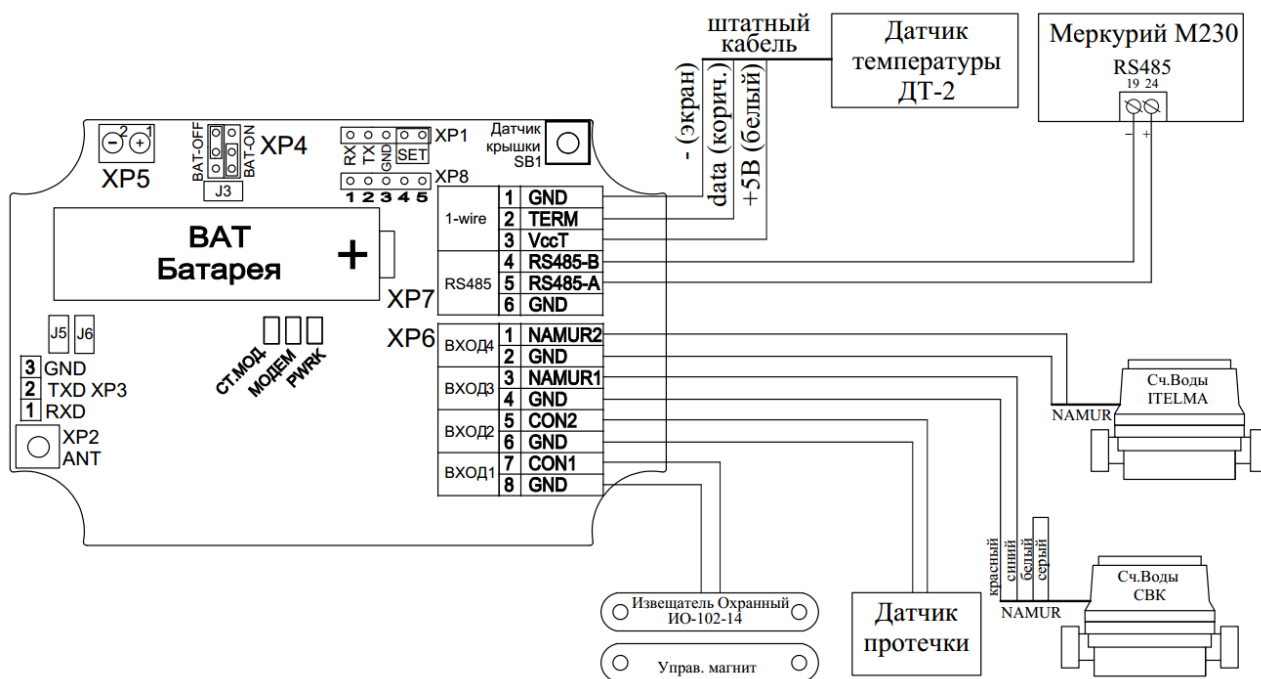 штатный
кабель
- (экран)
data (корич.)
+5В (белый)
Датчик
температуры
ДТ-2
Меркурий М230
RS485
19 24
- +
2 1
- +
XP5
BAT-OFF
BAT-ON
XP4
J3
RX
TX
GND
SET
XP1
XP8
1 2 3 4 5
Датчик
крышки
SB1
BAT
Батарея
+
1-wire
1 GND
2 TERM
3 VccT
RS485
4 RS485-B
5 RS485-A
6 GND
XP7
XP6
ВХОД4
1 NAMUR2
2 GND
ВХОД3
3 NAMUR1
4 GND
ВХОД2
5 CON2
6 GND
ВХОД1
7 CON1
8 GND
J5 J6
3 GND
2 TXD XP3
1 RXD
XP2
ANT
СТ.МОД.
МОДЕМ
PWRK
Сч.Воды
ITELMA
NAMUR
красный
синий
белый
серый
Сч.Воды
СВК
NAMUR
Извещатель Охранный
ИО-102-14
Управ. магнит
Датчик
протечки